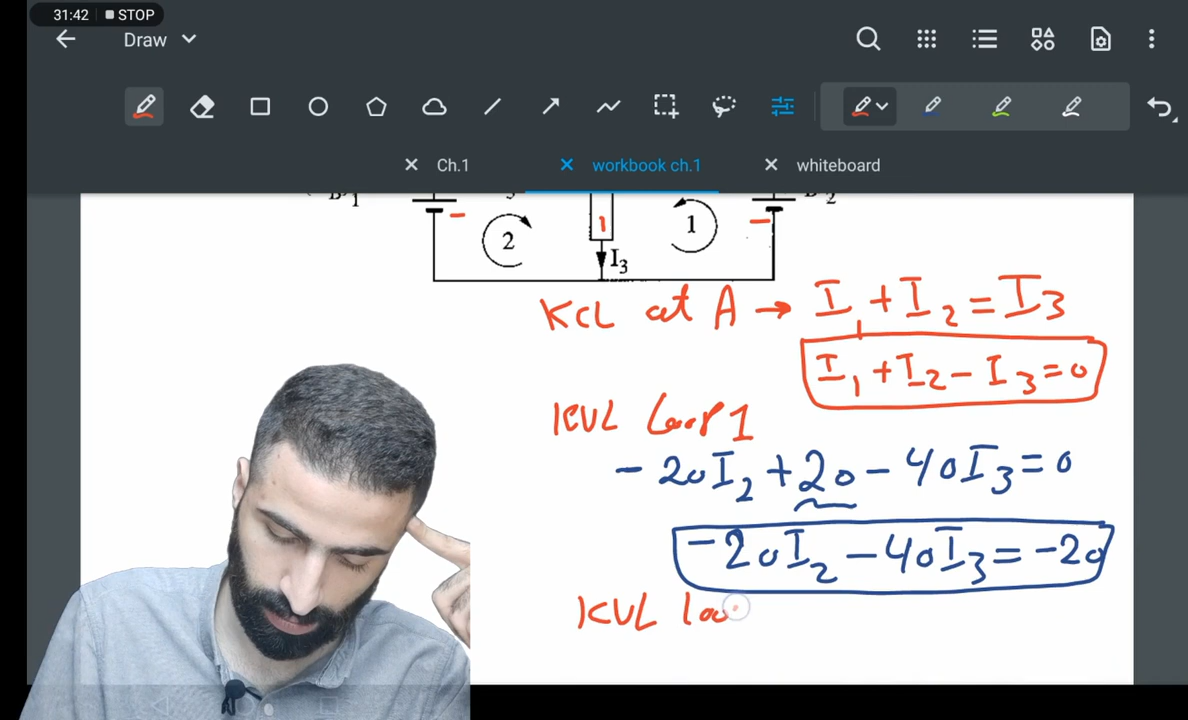 31:42 STOP
Draw
Ch.1
workbook ch.1
whiteboard
1
2
1
I3
KCL at A → I1 + I2 = I3
I1 + I2 − I3 = 0
KVL Loop 1
− 20I2 + 20 − 40I3 = 0
−20I2 − 40I3 = −20
KVL loo